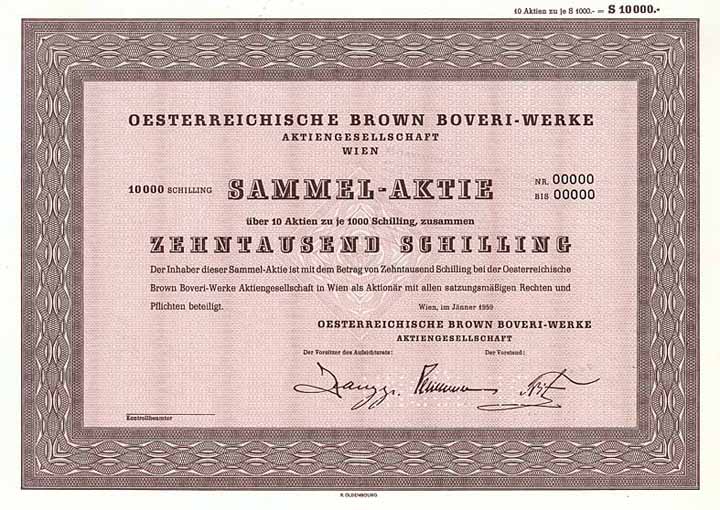 10 Aktien zu je S 1000.- = S 10000.-
OESTERREICHISCHE BROWN BOVERI-WERKE
AKTIENGESELLSCHAFT
WIEN
10000 SCHILLING SAMMEL-AKTIE NR. 00000
BIS 00000
über 10 Aktien zu je 1000 Schilling, zusammen
ZEHNTAUSEND SCHILLING
Der Inhaber dieser Sammel-Aktie ist mit dem Betrag von Zehntausend Schilling bei der Oesterreichische
Brown Boveri-Werke Aktiengesellschaft in Wien als Aktionär mit allen satzungsmäßigen Rechten und
Pflichten beteiligt. Wien, im Jänner 1959
OESTERREICHISCHE BROWN BOVERI-WERKE
AKTIENGESELLSCHAFT
Der Vorsitzer des Aufsichtsrats: Der Vorstand:
Kontrollbeamter
R. OLDENBOURG